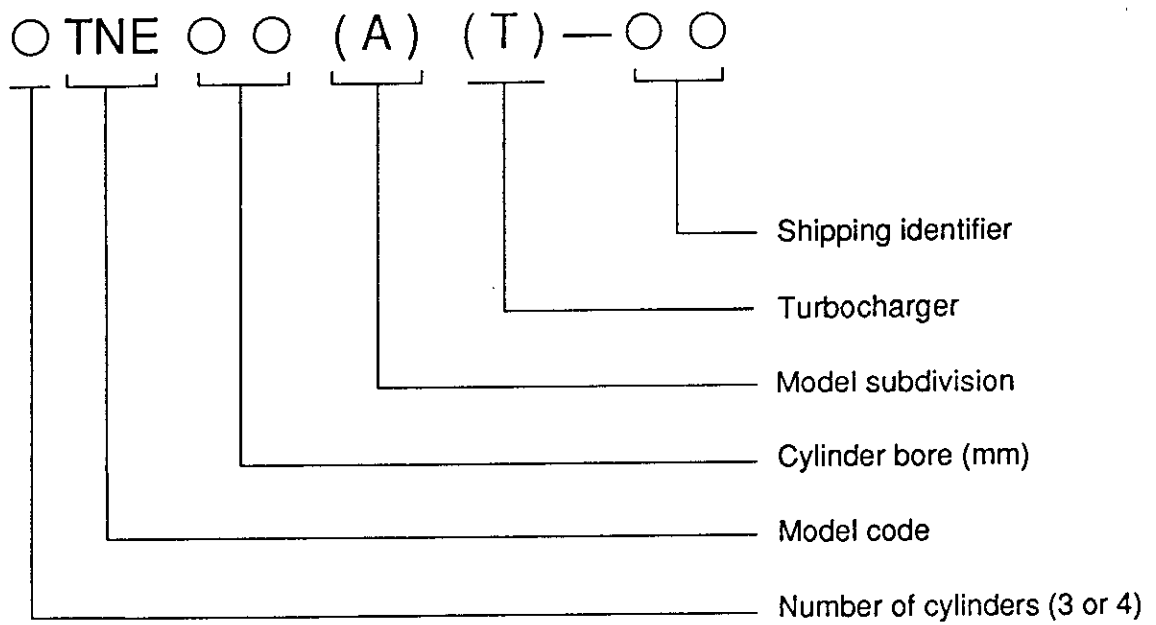 ○ TNE ○ ○ (A) (T) — ○ ○
Shipping identifier
Turbocharger
Model subdivision
Cylinder bore (mm)
Model code
Number of cylinders (3 or 4)